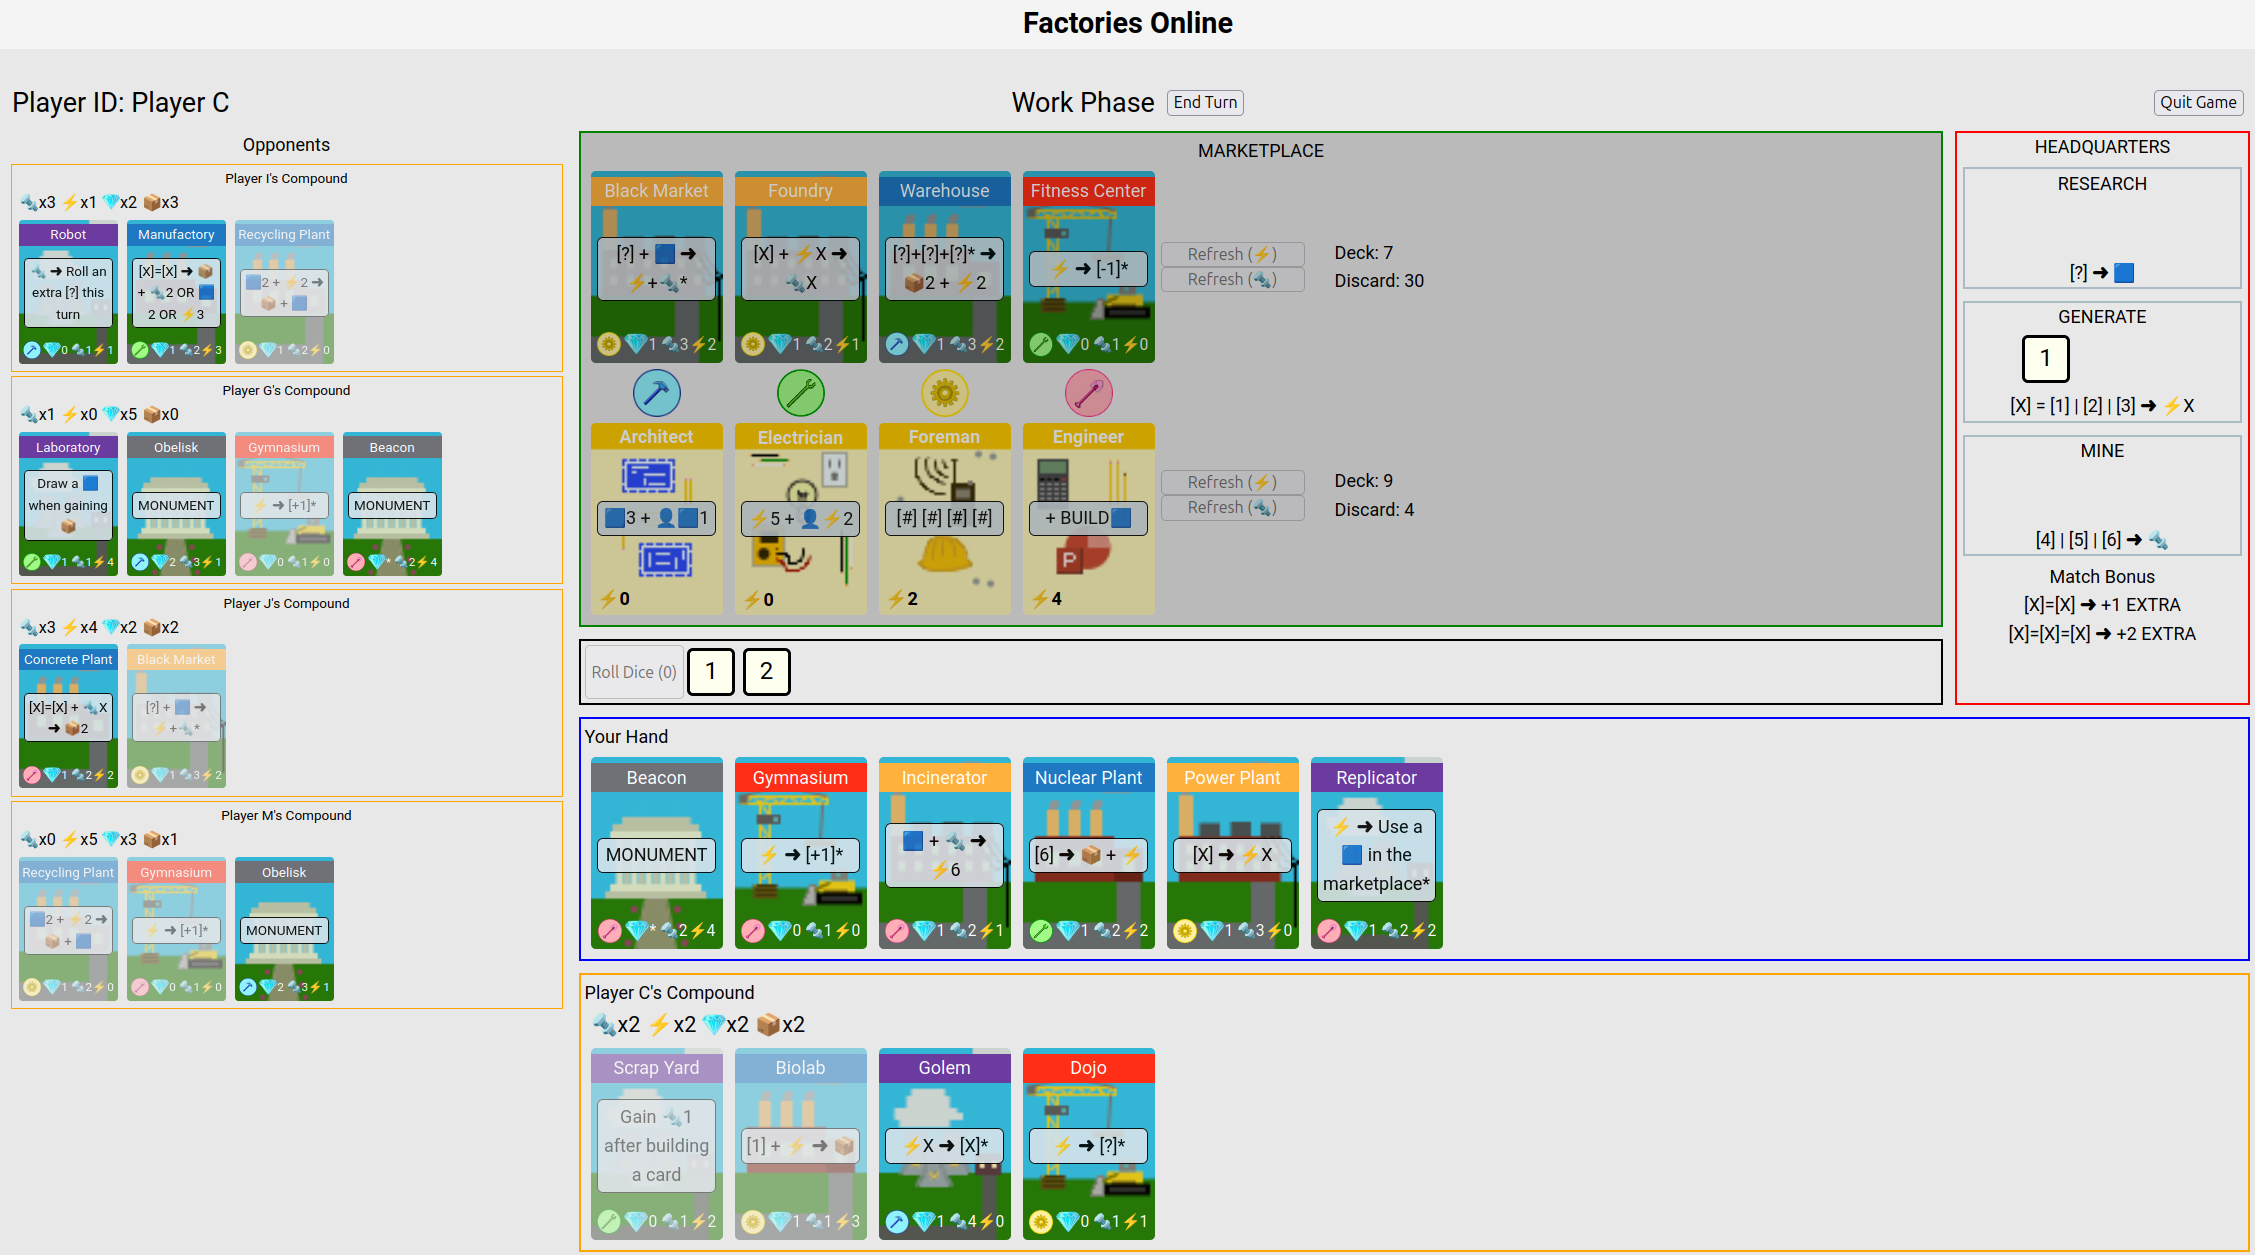 Factories Online
Player ID: Player C
Work Phase
End Turn
Quit Game
Opponents
Player I's Compound
🔩x3 ⚡x1 💎x2 📦x3
Robot
🔩 ➜ Roll an
extra [?] this
turn
💎0 🔩1⚡1
Manufactory
[X]=[X] ➜ 📦
+ 🔩2 OR 🟦
2 OR ⚡3
💎1 🔩2⚡3
Recycling Plant
🟦2 + ⚡2 ➜
📦 + 🟦
💎1 🔩2⚡0
Player G's Compound
🔩x1 ⚡x0 💎x5 📦x0
Laboratory
Draw a 🟦
when gaining
📦
💎1 🔩1⚡4
Obelisk
MONUMENT
💎2 🔩3⚡1
Gymnasium
⚡ ➜ [+1]*
💎0 🔩1⚡0
Beacon
MONUMENT
💎* 🔩2⚡4
Player J's Compound
🔩x3 ⚡x4 💎x2 📦x2
Concrete Plant
[X]=[X] + 🔩X
➜ 📦2
💎1 🔩2⚡2
Black Market
[?] + 🟦 ➜
⚡+🔩*
💎1 🔩3⚡2
Player M's Compound
🔩x0 ⚡x5 💎x3 📦x1
Recycling Plant
🟦2 + ⚡2 ➜
📦 + 🟦
💎1 🔩2⚡0
Gymnasium
⚡ ➜ [+1]*
💎0 🔩1⚡0
Obelisk
MONUMENT
💎2 🔩3⚡1
MARKETPLACE
Black Market
[?] + 🟦 ➜
⚡+🔩*
💎1 🔩3⚡2
Foundry
[X] + ⚡X ➜
🔩X
💎1 🔩2⚡1
Warehouse
[?]+[?]+[?]* ➜
📦2 + ⚡2
💎1 🔩3⚡2
Fitness Center
⚡ ➜ [-1]*
💎0 🔩1⚡0
Refresh (⚡)
Refresh (🔩)
Deck: 7
Discard: 30
Architect
🟦3 + 👤🟦1
⚡0
Electrician
⚡5 + 👤⚡2
⚡0
Foreman
[#] [#] [#] [#]
⚡2
Engineer
+ BUILD🟦
P
⚡4
Refresh (⚡)
Refresh (🔩)
Deck: 9
Discard: 4
Roll Dice (0)
1
2
HEADQUARTERS
RESEARCH
[?] ➜ 🟦
GENERATE
1
[X] = [1] | [2] | [3] ➜ ⚡X
MINE
[4] | [5] | [6] ➜ 🔩
Match Bonus
[X]=[X] ➜ +1 EXTRA
[X]=[X]=[X] ➜ +2 EXTRA
Your Hand
Beacon
MONUMENT
💎* 🔩2⚡4
Gymnasium
⚡ ➜ [+1]*
💎0 🔩1⚡0
Incinerator
🟦 + 🔩 ➜
⚡6
💎1 🔩2⚡1
Nuclear Plant
[6] ➜ 📦 + ⚡
💎1 🔩2⚡2
Power Plant
[X] ➜ ⚡X
💎1 🔩3⚡0
Replicator
⚡ ➜ Use a
🟦 in the
marketplace*
💎1 🔩2⚡2
Player C's Compound
🔩x2 ⚡x2 💎x2 📦x2
Scrap Yard
Gain 🔩1
after building
a card
💎0 🔩1⚡2
Biolab
[1] + ⚡ ➜ 📦
💎1 🔩1⚡3
Golem
⚡X ➜ [X]*
💎1 🔩4⚡0
Dojo
⚡ ➜ [?]*
💎0 🔩1⚡1